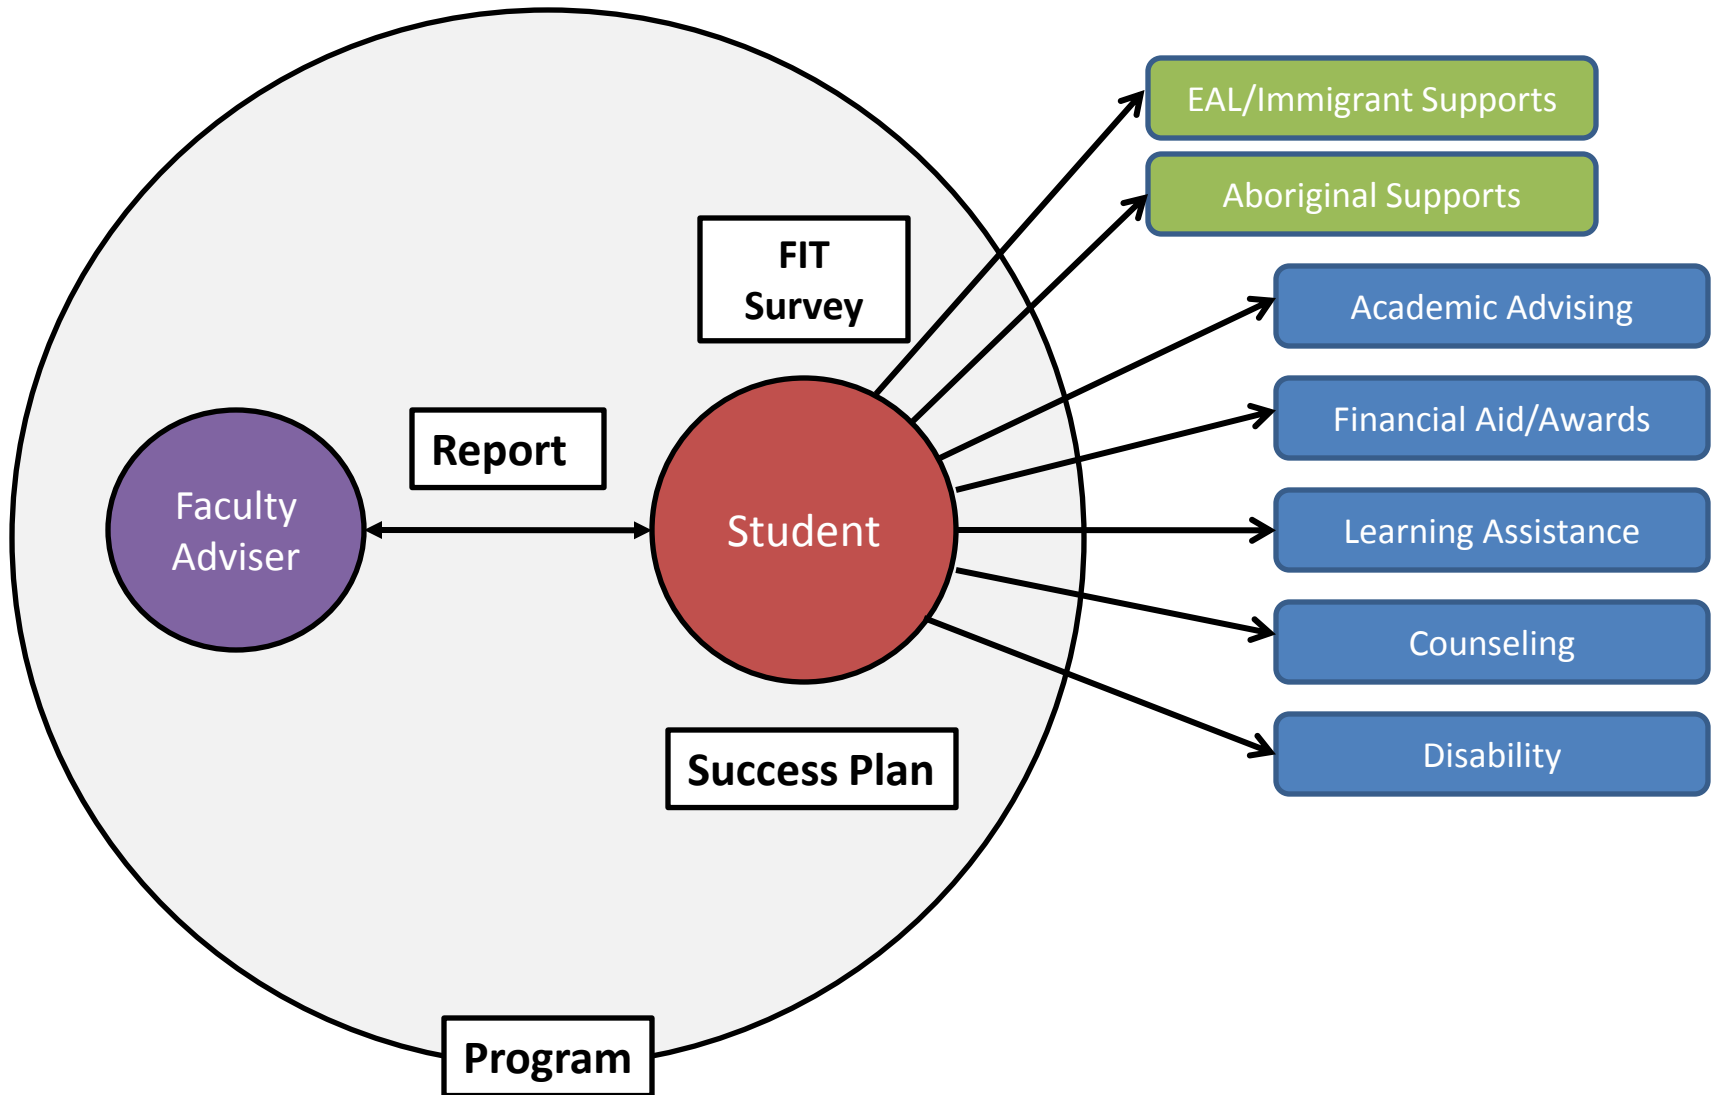 EAL/Immigrant Supports
Aboriginal Supports
FIT
Survey
Academic Advising
Financial Aid/Awards
Report
Faculty
Adviser
Student
Learning Assistance
Counseling
Success Plan
Disability
Program